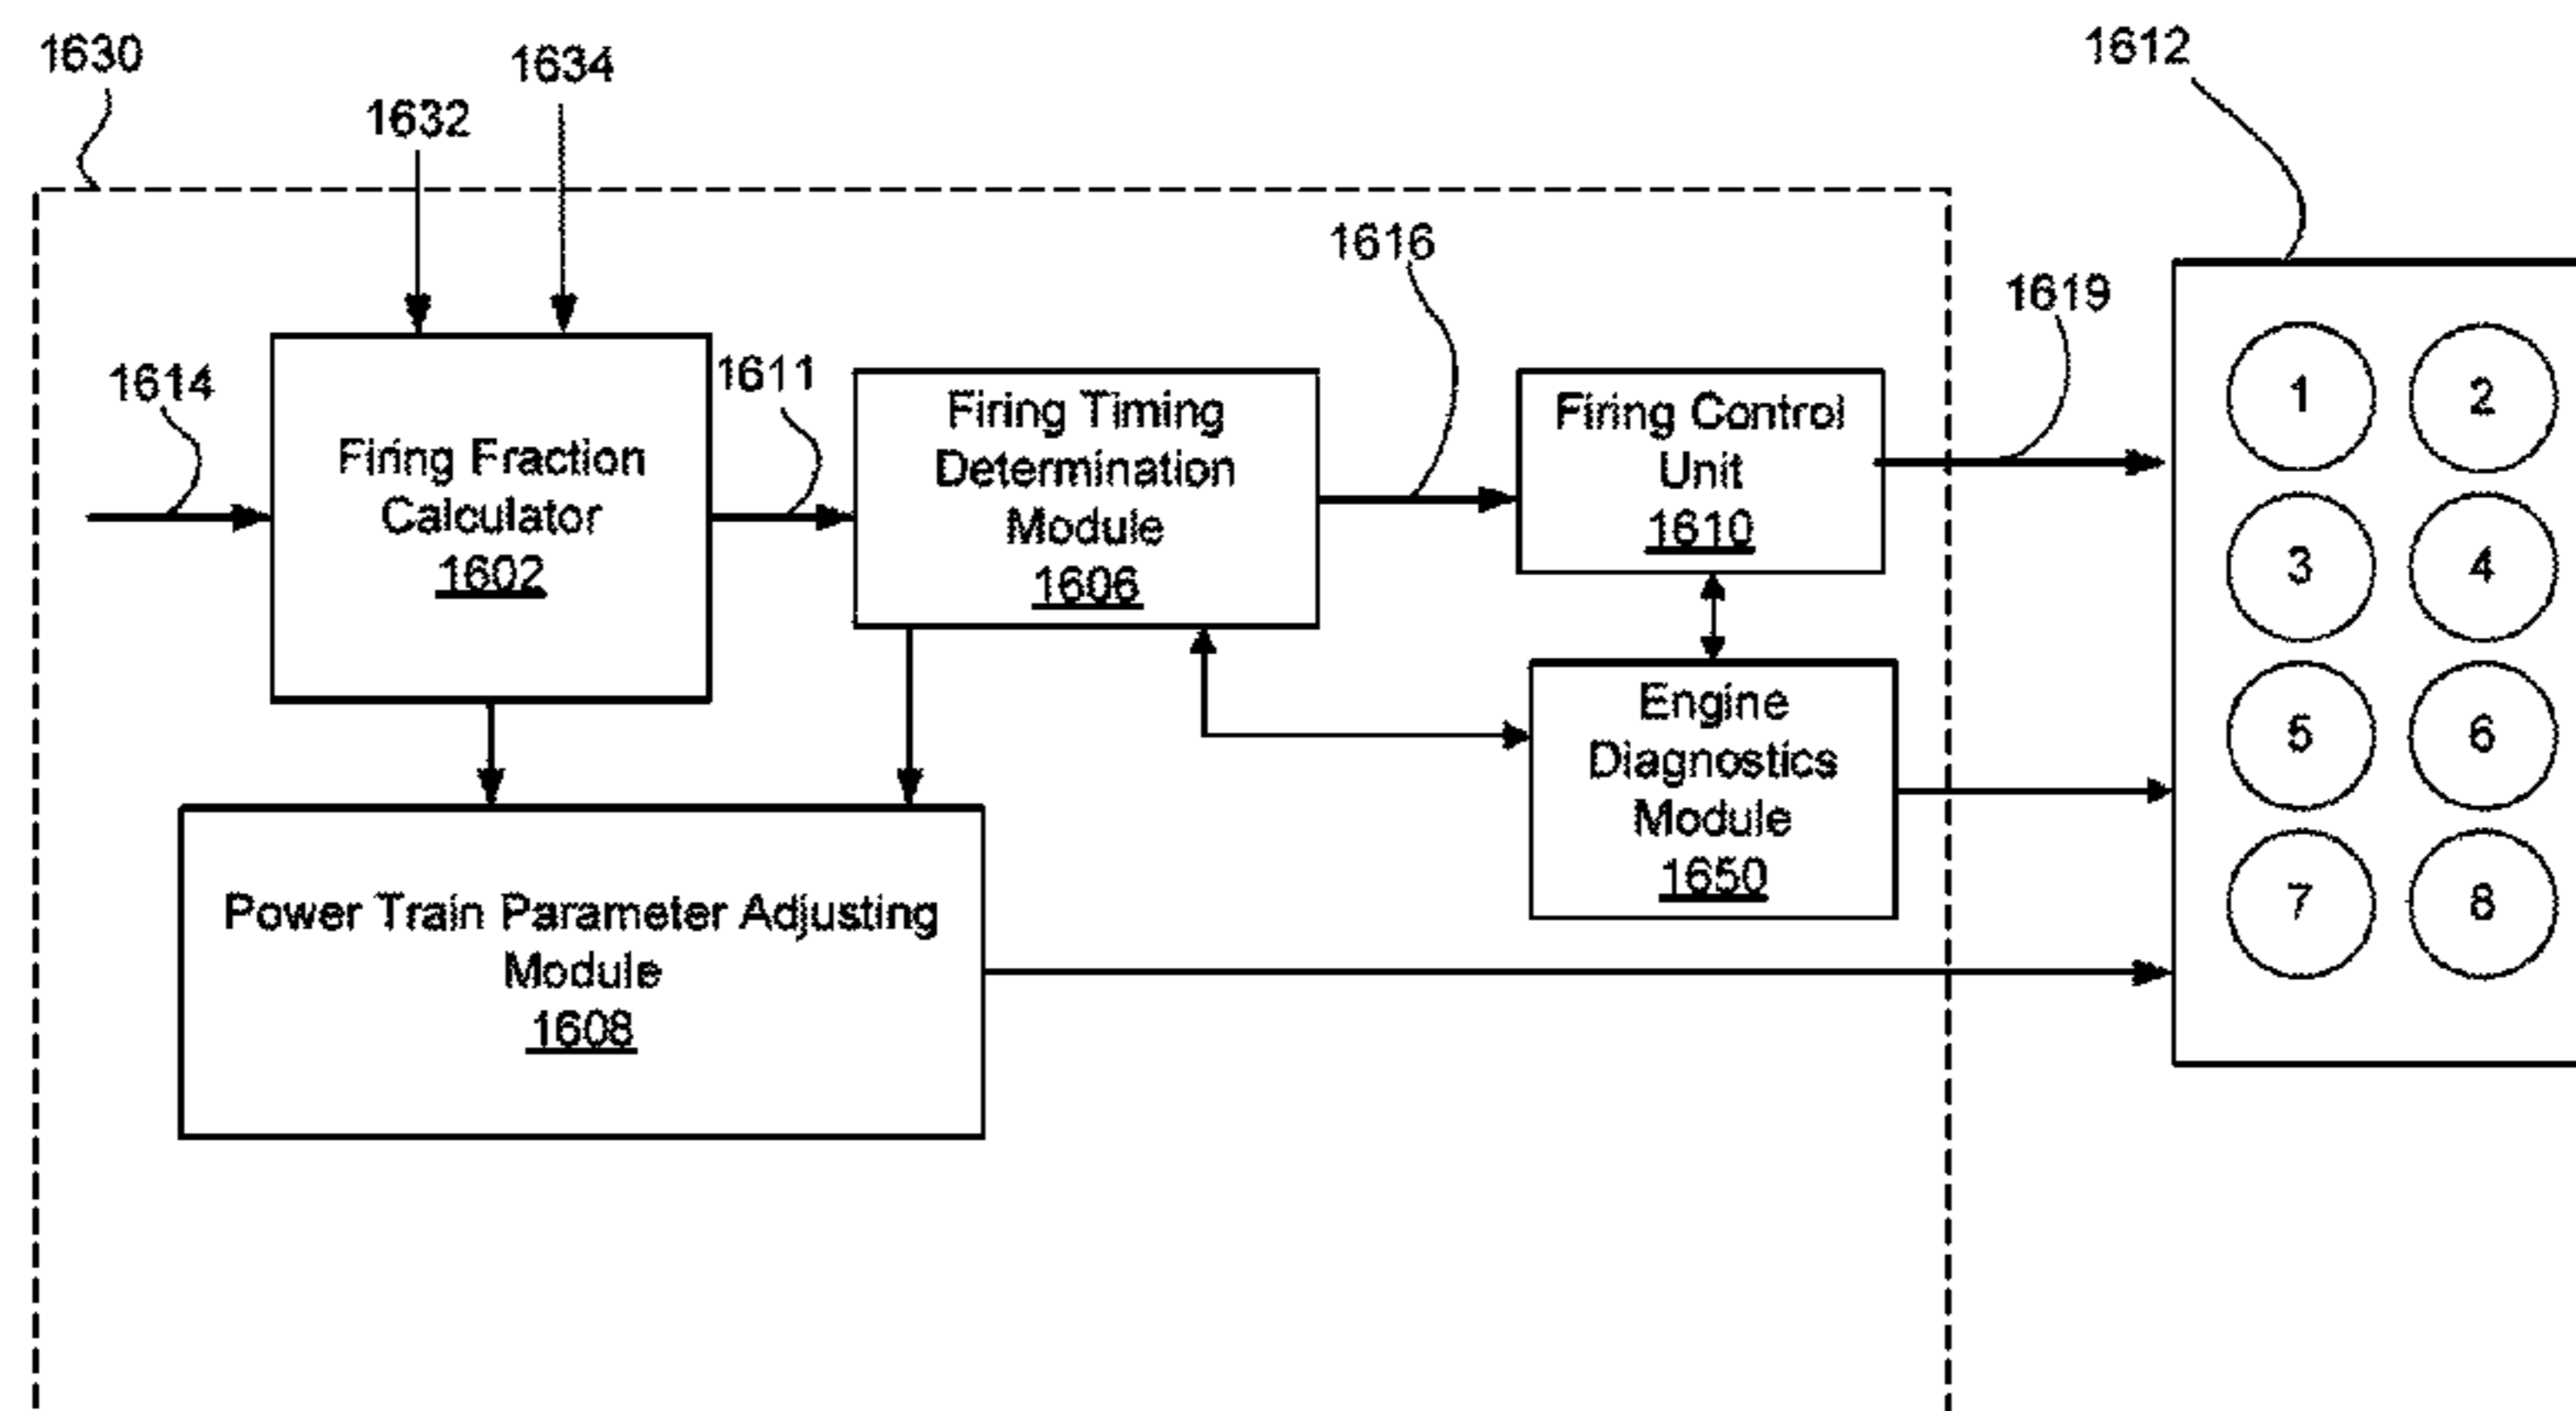 1630
1634
1632
1612
1616
1619
1614
1611
Firing Fraction
Calculator
1602
Firing Timing
Determination
Module
1606
Firing Control
Unit
1610
Engine
Diagnostics
Module
1650
Power Train Parameter Adjusting
Module
1608
1 2
3 4
5 6
7 8